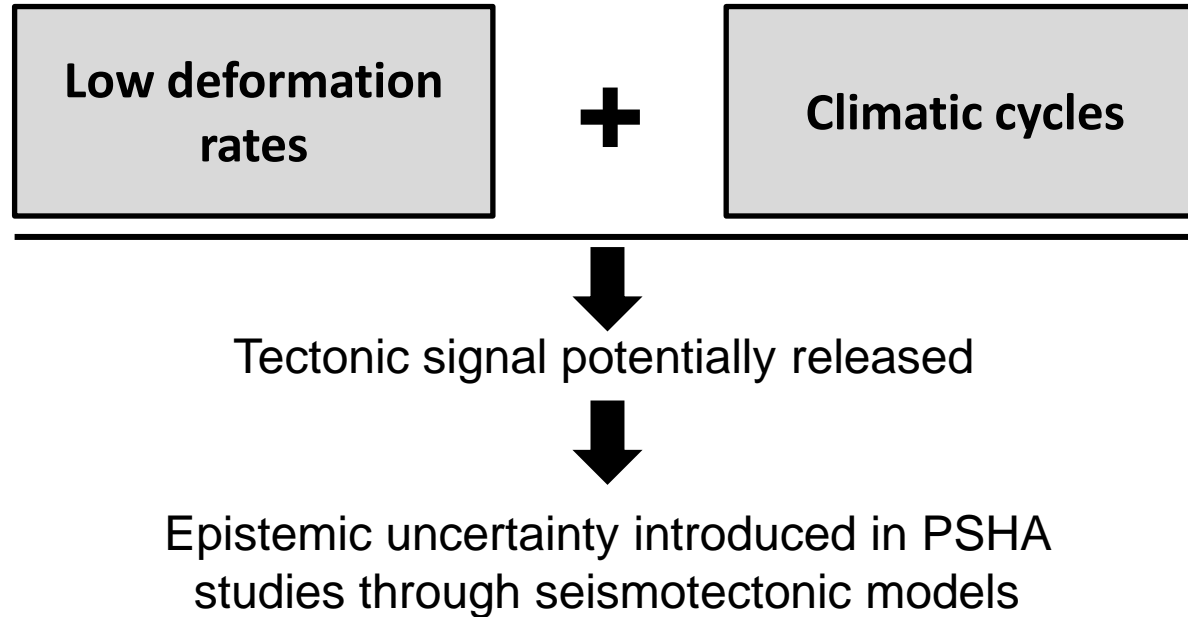 Low deformation
rates
+
Climatic cycles
Tectonic signal potentially released
Epistemic uncertainty introduced in PSHA
studies through seismotectonic models